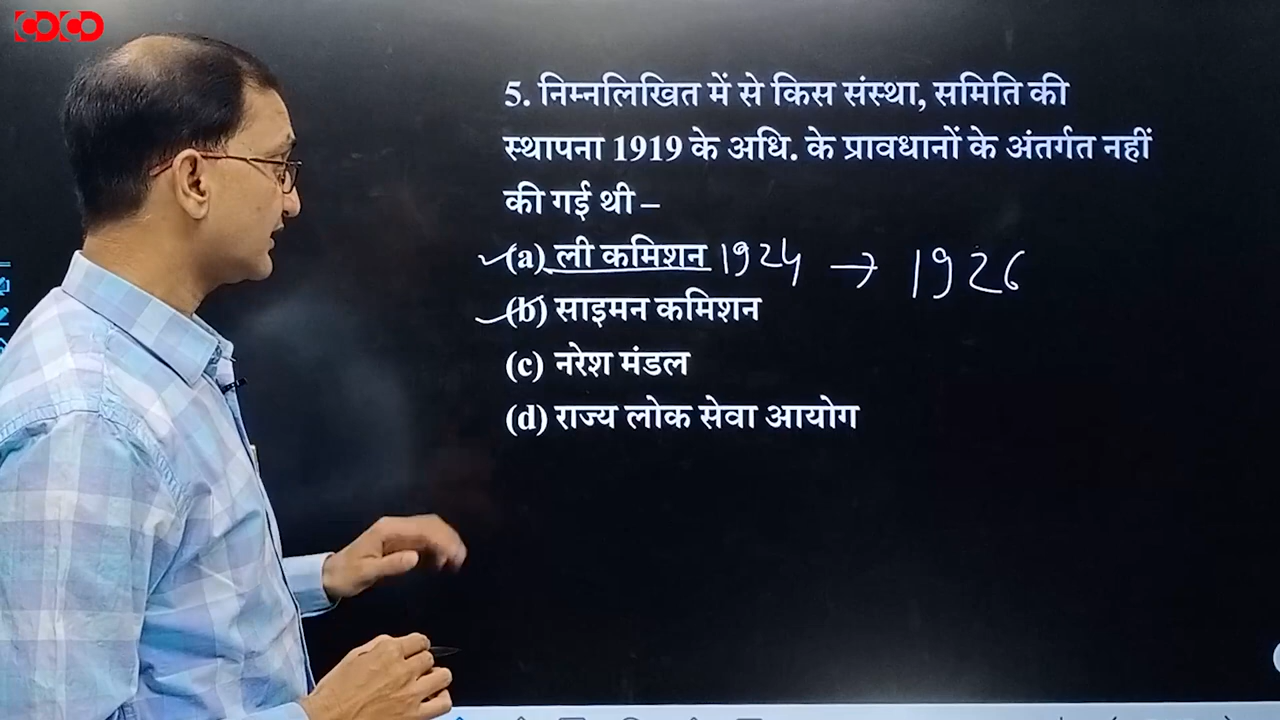 COCO
5. निम्नलिखित में से किस संस्था, समिति की
स्थापना 1919 के अधि. के प्रावधानों के अंतर्गत नहीं
की गई थी –
(a) ली कमिशन 1924 → 1926
(b) साइमन कमिशन
(c) नरेश मंडल
(d) राज्य लोक सेवा आयोग